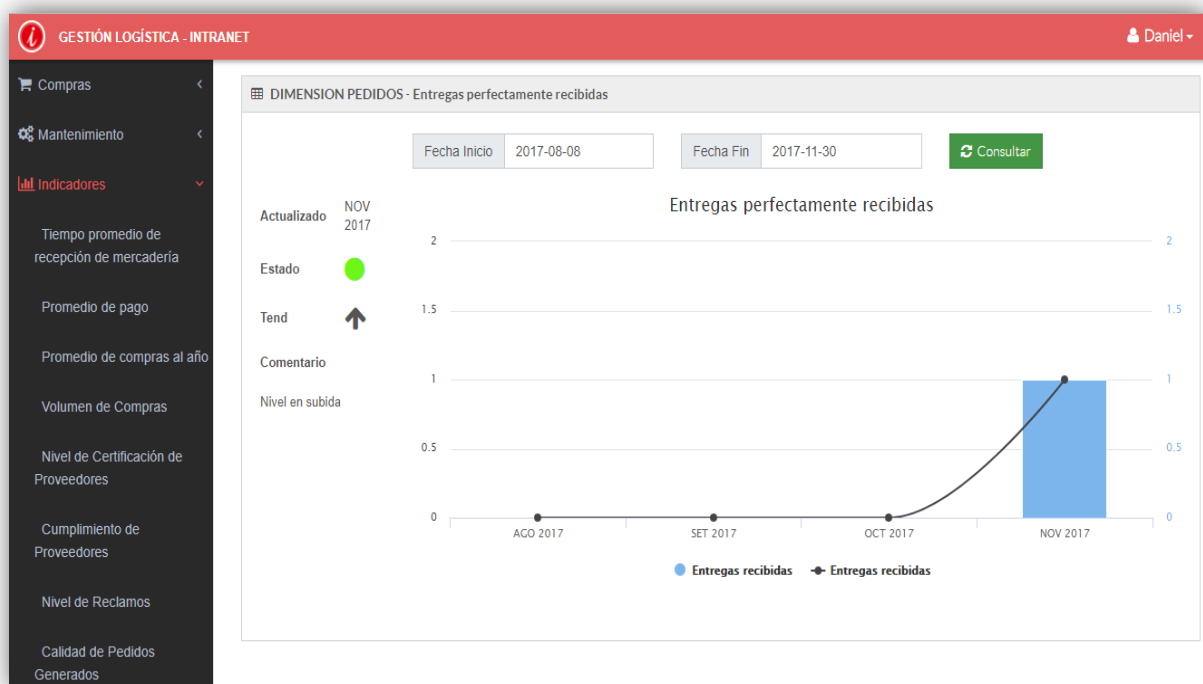 i
GESTIÓN LOGÍSTICA - INTRANET
Daniel
Compras
Mantenimiento
Indicadores
Tiempo promedio de
recepción de mercadería
Promedio de pago
Promedio de compras al año
Volumen de Compras
Nivel de Certificación de
Proveedores
Cumplimiento de
Proveedores
Nivel de Reclamos
Calidad de Pedidos
Generados
DIMENSION PEDIDOS - Entregas perfectamente recibidas
Fecha Inicio 2017-08-08 Fecha Fin 2017-11-30 Consultar
Actualizado NOV
2017
Estado
Tend
Comentario
Nivel en subida
Entregas perfectamente recibidas
2 2
1.5 1.5
1 1
0.5 0.5
0 0
AGO 2017 SET 2017 OCT 2017 NOV 2017
Entregas recibidas Entregas recibidas